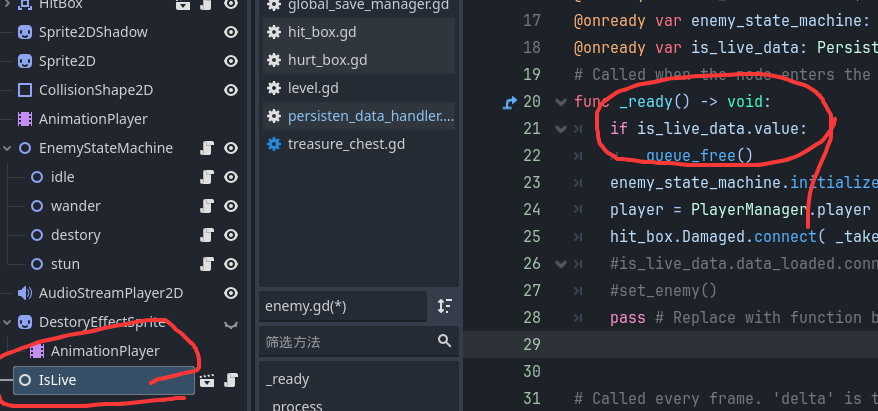 HitBox
Sprite2DShadow
Sprite2D
CollisionShape2D
AnimationPlayer
EnemyStateMachine
idle
wander
destory
stun
AudioStreamPlayer2D
DestoryEffectSprite
AnimationPlayer
IsLive
global_save_manager.gd
hit_box.gd
hurt_box.gd
level.gd
persisten_data_handler....
treasure_chest.gd
enemy.gd(*)
筛选方法
_ready
_process
17 @onready var enemy_state_machine:
18 @onready var is_live_data: Persist
19 # Called when the node enters the
20 func _ready() -> void:
21 if is_live_data.value:
22 queue_free()
23 enemy_state_machine.initialize
24 player = PlayerManager.player
25 hit_box.Damaged.connect( _take
26 #is_live_data.data_loaded.conn
27 #set_enemy()
28 pass # Replace with function b
29
30
31 # Called every frame. 'delta' is t